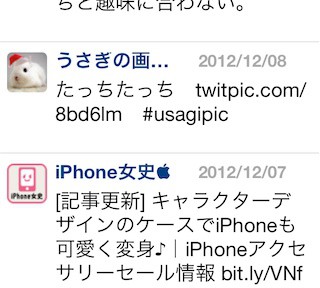 ちと趣味に合わない。
うさぎの画… 2012/12/08
たっちたっち twitpic.com/
8bd6lm #usagipic
iPhone女史 2012/12/07
iPhone女史
[記事更新] キャラクターデ
ザインのケースでiPhoneも
可愛く変身♪｜iPhoneアクセ
サリーセール情報 bit.ly/VNf